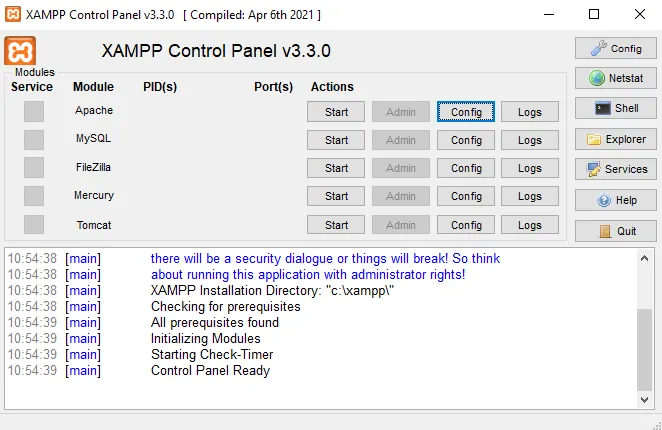 XAMPP Control Panel v3.3.0 [ Compiled: Apr 6th 2021 ]
XAMPP Control Panel v3.3.0
Config
Modules
Netstat
Service Module PID(s) Port(s) Actions
Apache Start Admin Config Logs
Shell
MySQL Start Admin Config Logs
Explorer
FileZilla Start Admin Config Logs
Services
Mercury Start Admin Config Logs
Help
Tomcat Start Admin Config Logs
Quit
10:54:38 [main] there will be a security dialogue or things will break! So think
10:54:38 [main] about running this application with administrator rights!
10:54:38 [main] XAMPP Installation Directory: "c:\xampp\"
10:54:38 [main] Checking for prerequisites
10:54:39 [main] All prerequisites found
10:54:39 [main] Initializing Modules
10:54:39 [main] Starting Check-Timer
10:54:39 [main] Control Panel Ready